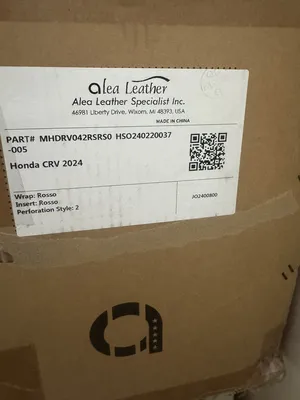 alea Leather
Alea Leather Specialist Inc.
46981 Liberty Drive, Wixom, MI 48393, USA
MADE IN CHINA
PART# MHDRV042RSRS0 HSO240220037
-005
Honda CRV 2024
Wrap: Rosso
Insert: Rosso
Perforation Style: 2
JO2400800